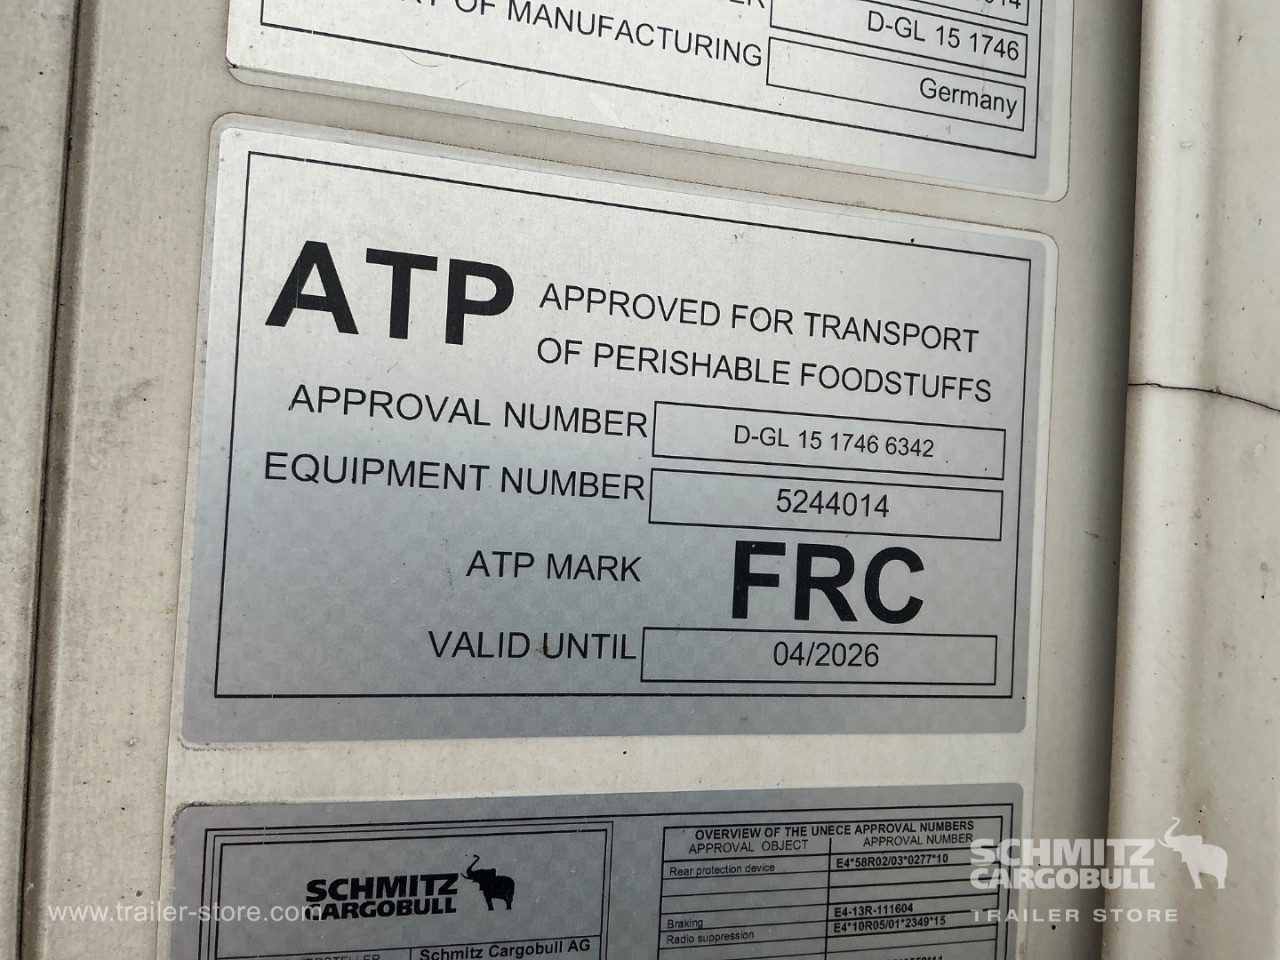 D-GL 15 1746
OF MANUFACTURING
Germany
ATP
APPROVED FOR TRANSPORT
OF PERISHABLE FOODSTUFFS
APPROVAL NUMBER D-GL 15 1746 6342
EQUIPMENT NUMBER 5244014
ATP MARK FRC
VALID UNTIL 04/2026
OVERVIEW OF THE UNECE APPROVAL NUMBERS
APPROVAL OBJECT APPROVAL NUMBER
Rear protection device E4*58R02/03*0277*10
Braking E4-13R-111604
Radio suppression E4*10R05/01*2349*15
SCHMITZ
CARGOBULL
Schmitz Cargobull AG
www.trailer-store.com
SCHMITZ
CARGOBULL
TRAILER STORE